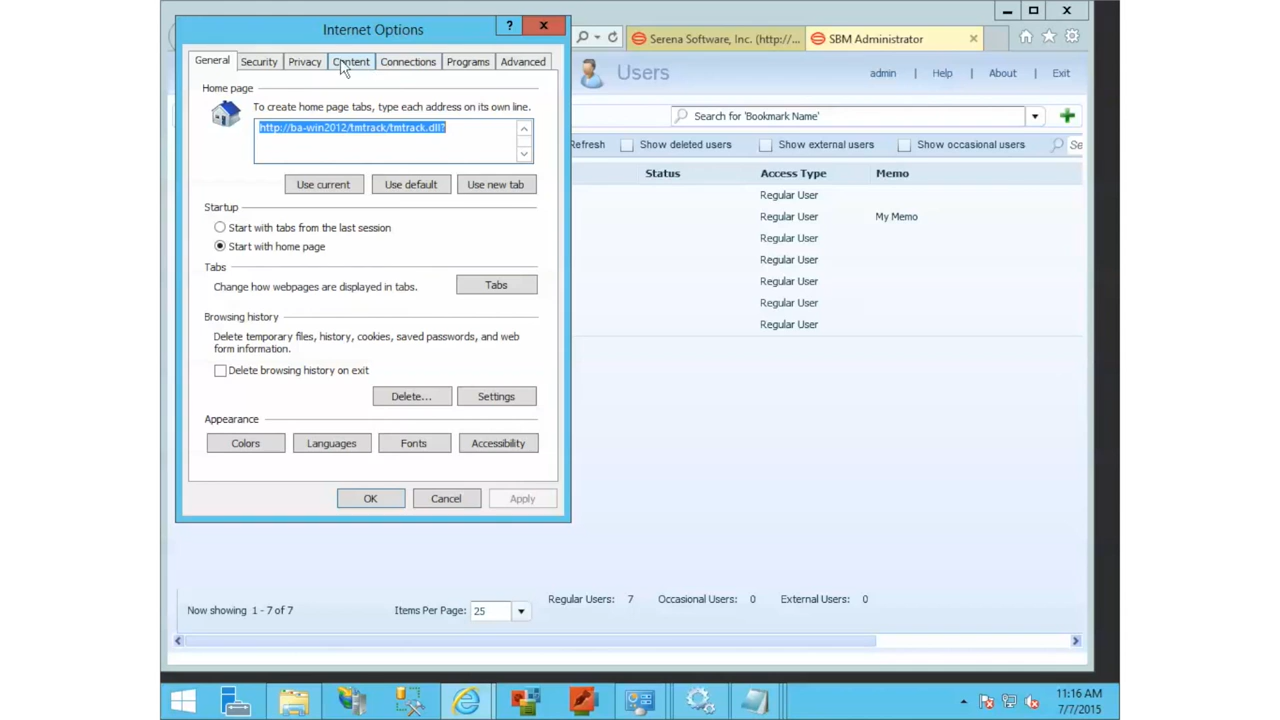 Internet Options
?
X
General
Security
Privacy
Content
Connections
Programs
Advanced
Home page
To create home page tabs, type each address on its own line.
http://ba-win2012/tmtrack/tmtrack.dll?
Use current
Use default
Use new tab
Startup
Start with tabs from the last session
Start with home page
Tabs
Change how webpages are displayed in tabs.
Tabs
Browsing history
Delete temporary files, history, cookies, saved passwords, and web
form information.
Delete browsing history on exit
Delete...
Settings
Appearance
Colors
Languages
Fonts
Accessibility
OK
Cancel
Apply
Serena Software, Inc. (http://...
SBM Administrator
Users
admin | Help | About | Exit
Search for 'Bookmark Name'
Refresh
Show deleted users
Show external users
Show occasional users
Se
Status
Access Type
Memo
Regular User
Regular User
My Memo
Regular User
Regular User
Regular User
Regular User
Regular User
Now showing 1 - 7 of 7
Items Per Page: 25
Regular Users: 7
Occasional Users: 0
External Users: 0
11:16 AM
7/7/2015